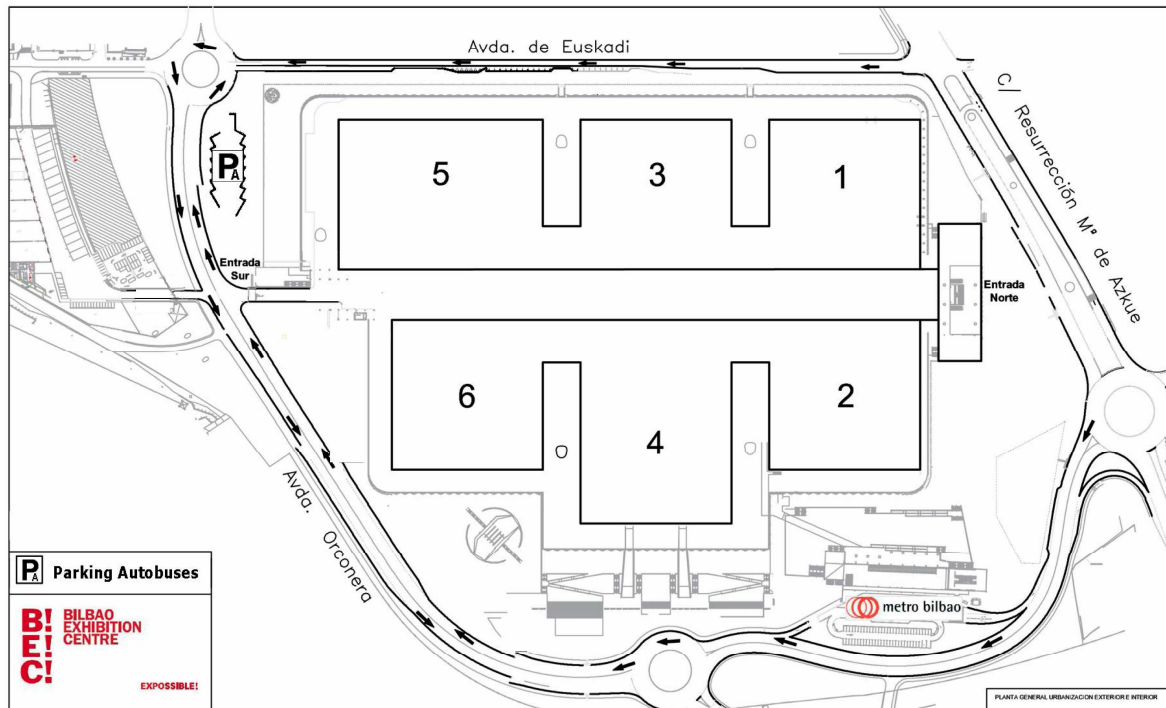 Avda. de Euskadi
C/ Resurrección Mª de Azkue
P
A
5
3
1
Entrada
Sur
Entrada
Norte
6
4
2
Avda. Orconera
P
A
Parking Autobuses
B! BILBAO
E! EXHIBITION
C! CENTRE
EXPOSSIBLE!
metro bilbao
PLANTA GENERAL URBANIZACION EXTERIOR E INTERIOR